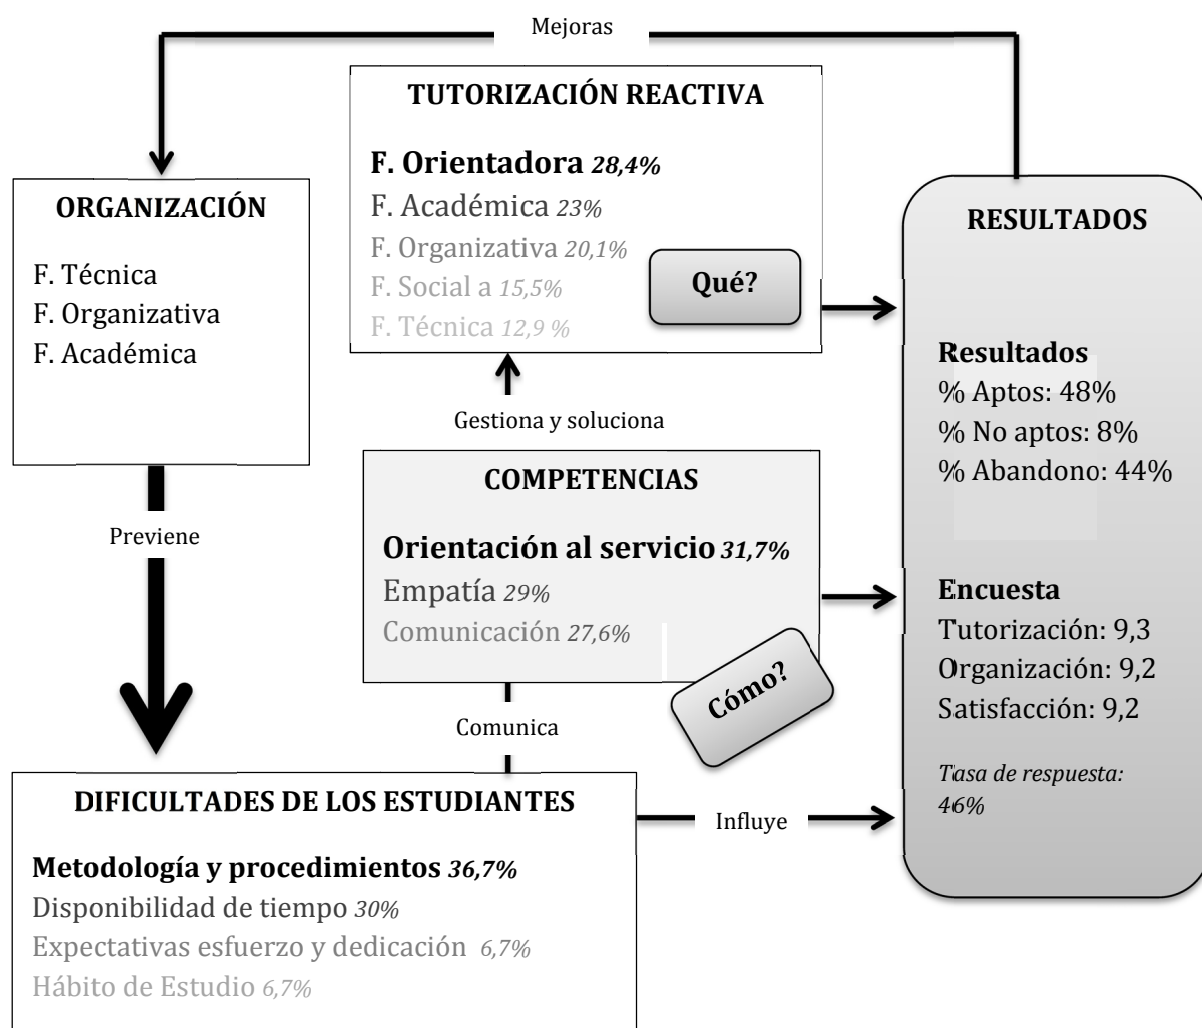 Mejoras
TUTORIZACIÓN REACTIVA
F. Orientadora 28,4%
F. Académica 23%
F. Organizativa 20,1%
F. Social a 15,5%
F. Técnica 12,9 %
Qué?
ORGANIZACIÓN
F. Técnica
F. Organizativa
F. Académica
RESULTADOS
Resultados
% Aptos: 48%
% No aptos: 8%
% Abandono: 44%
Encuesta
Tutorización: 9,3
Organización: 9,2
Satisfacción: 9,2
Tasa de respuesta:
46%
Gestiona y soluciona
COMPETENCIAS
Orientación al servicio 31,7%
Empatía 29%
Comunicación 27,6%
Cómo?
Previene
Comunica
DIFICULTADES DE LOS ESTUDIANTES
Metodología y procedimientos 36,7%
Disponibilidad de tiempo 30%
Expectativas esfuerzo y dedicación 6,7%
Hábito de Estudio 6,7%
Influye